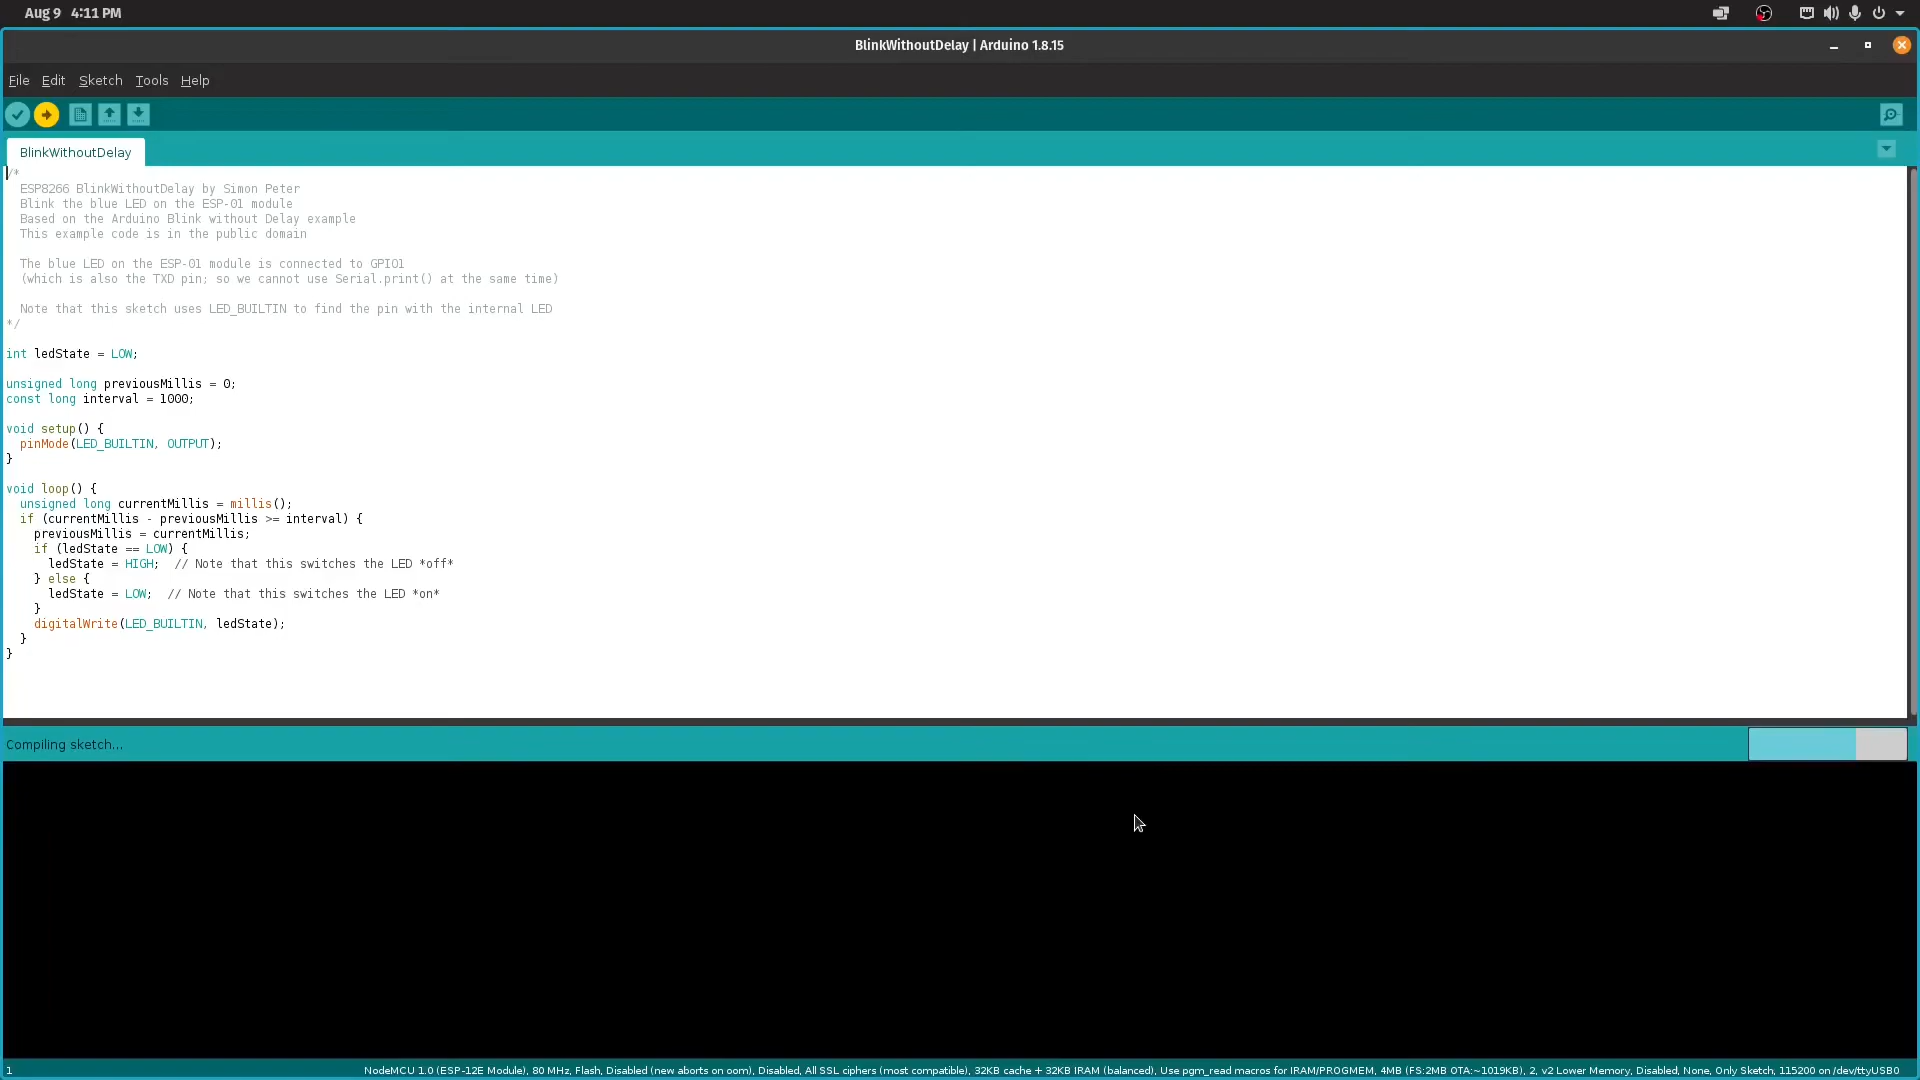 Aug 9 4:11 PM
BlinkWithoutDelay | Arduino 1.8.15
File Edit Sketch Tools Help
BlinkWithoutDelay
/*
  ESP8266 BlinkWithoutDelay by Simon Peter
  Blink the blue LED on the ESP-01 module
  Based on the Arduino Blink without Delay example
  This example code is in the public domain
  The blue LED on the ESP-01 module is connected to GPIO1
  (which is also the TXD pin; so we cannot use Serial.print() at the same time)
  Note that this sketch uses LED_BUILTIN to find the pin with the internal LED
*/
int ledState = LOW;
unsigned long previousMillis = 0;
const long interval = 1000;
void setup() {
  pinMode(LED_BUILTIN, OUTPUT);
}
void loop() {
  unsigned long currentMillis = millis();
  if (currentMillis - previousMillis >= interval) {
    previousMillis = currentMillis;
    if (ledState == LOW) {
      ledState = HIGH;  // Note that this switches the LED *off*
    } else {
      ledState = LOW;  // Note that this switches the LED *on*
    }
    digitalWrite(LED_BUILTIN, ledState);
  }
}
Compiling sketch...
1 NodeMCU 1.0 (ESP-12E Module), 80 MHz, Flash, Disabled (new aborts on oom), Disabled, All SSL ciphers (most compatible), 32KB cache + 32KB IRAM (balanced), Use pgm_read macros for IRAM/PROGMEM, 4MB (FS:2MB OTA:~1019KB), 2, v2 Lower Memory, Disabled, None, Only Sketch, 115200 on /dev/ttyUSB0